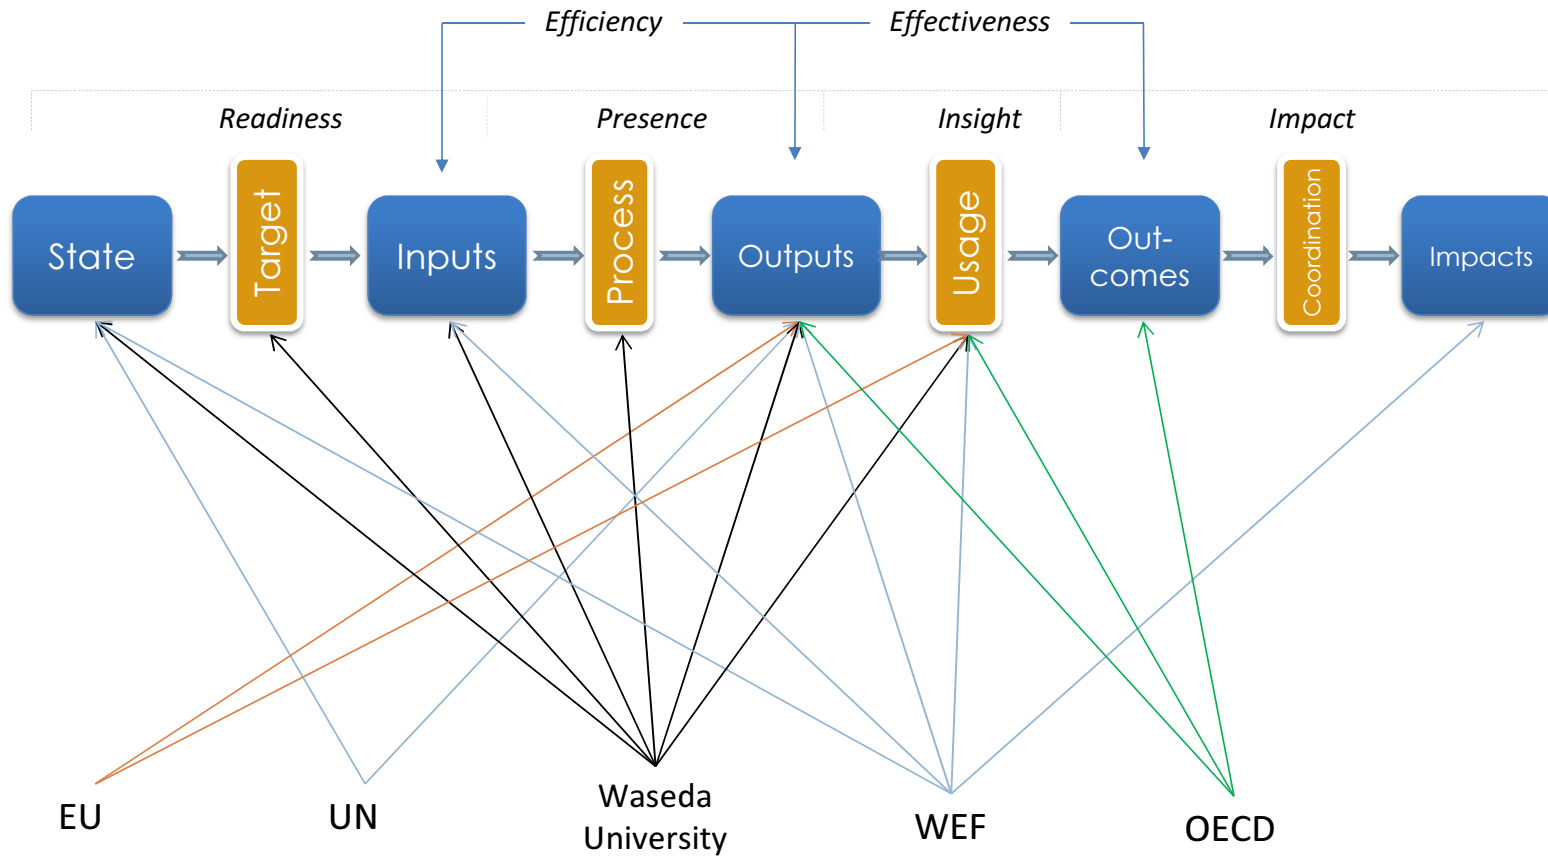 Efficiency
Effectiveness
Readiness
Presence
Insight
Impact
State
Target
Inputs
Process
Outputs
Usage
Out-
comes
Coordination
Impacts
EU
UN
Waseda
University
WEF
OECD